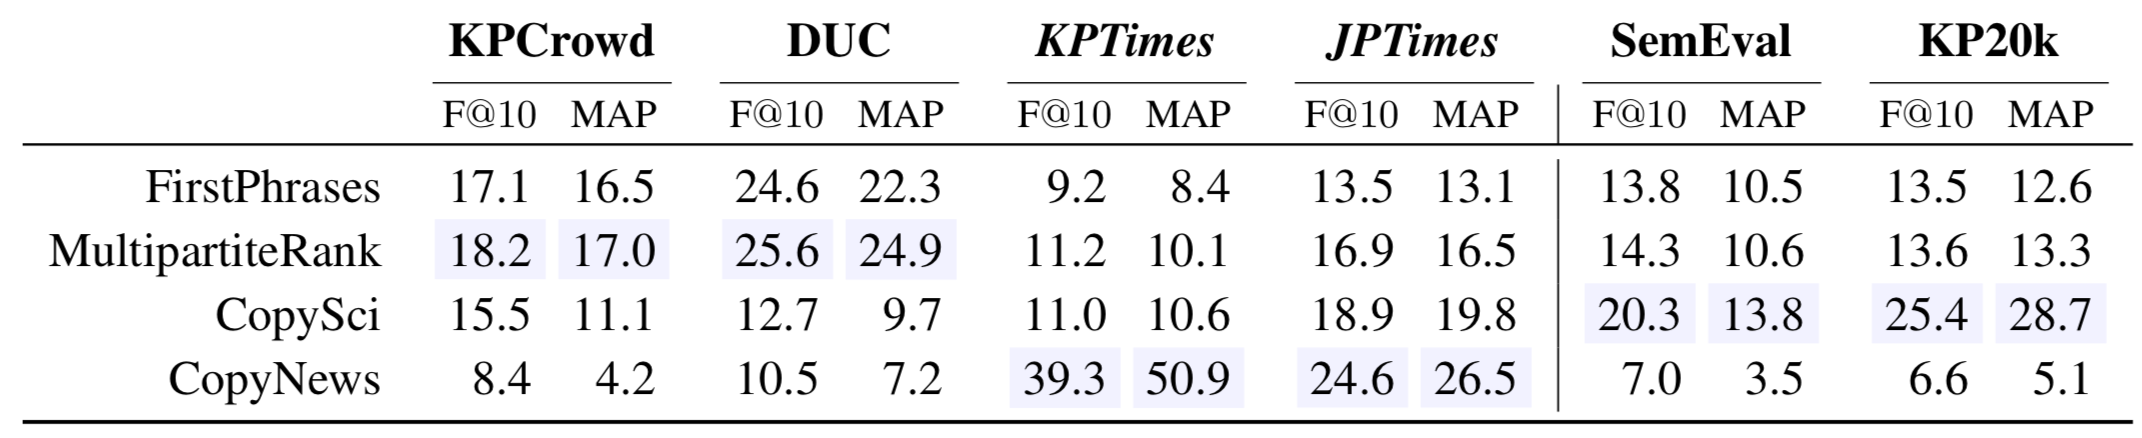 KPCrowd DUC KPTimes JPTimes SemEval KP20k
F@10 MAP F@10 MAP F@10 MAP F@10 MAP F@10 MAP F@10 MAP
FirstPhrases 17.1 16.5 24.6 22.3 9.2 8.4 13.5 13.1 13.8 10.5 13.5 12.6
MultipartiteRank 18.2 17.0 25.6 24.9 11.2 10.1 16.9 16.5 14.3 10.6 13.6 13.3
CopySci 15.5 11.1 12.7 9.7 11.0 10.6 18.9 19.8 20.3 13.8 25.4 28.7
CopyNews 8.4 4.2 10.5 7.2 39.3 50.9 24.6 26.5 7.0 3.5 6.6 5.1